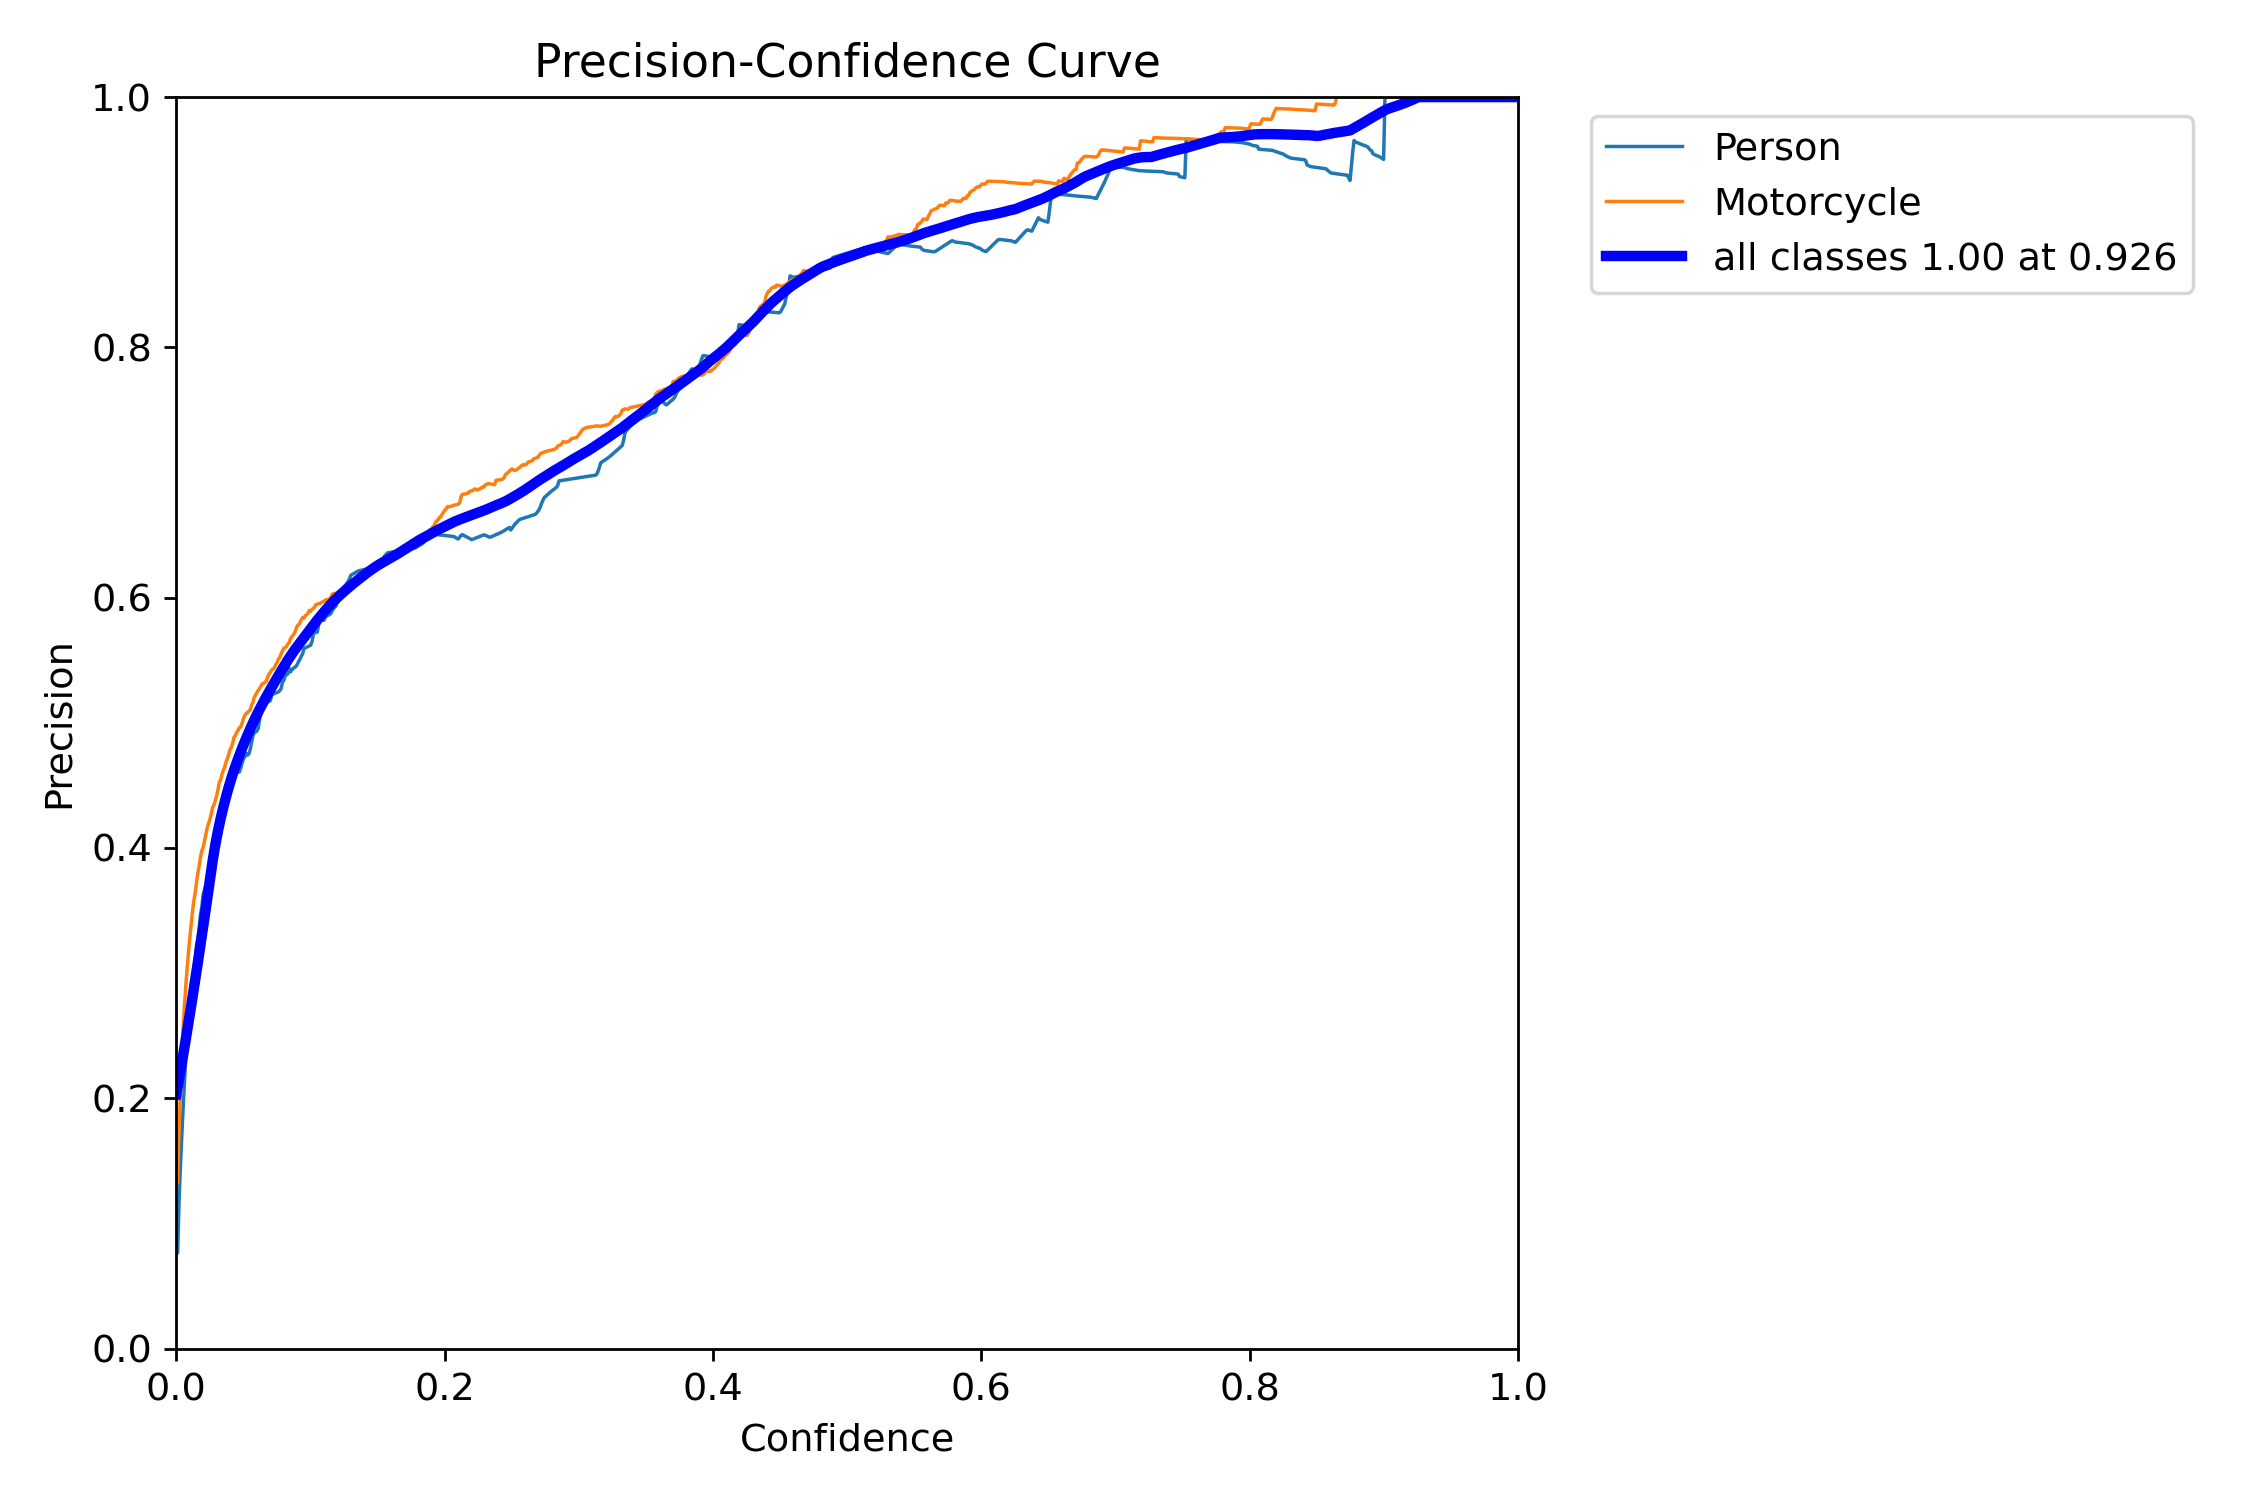 Precision-Confidence Curve
1.0
0.8
0.6
0.4
0.2
0.0
Precision
0.0 0.2 0.4 0.6 0.8 1.0
Confidence
Person
Motorcycle
all classes 1.00 at 0.926